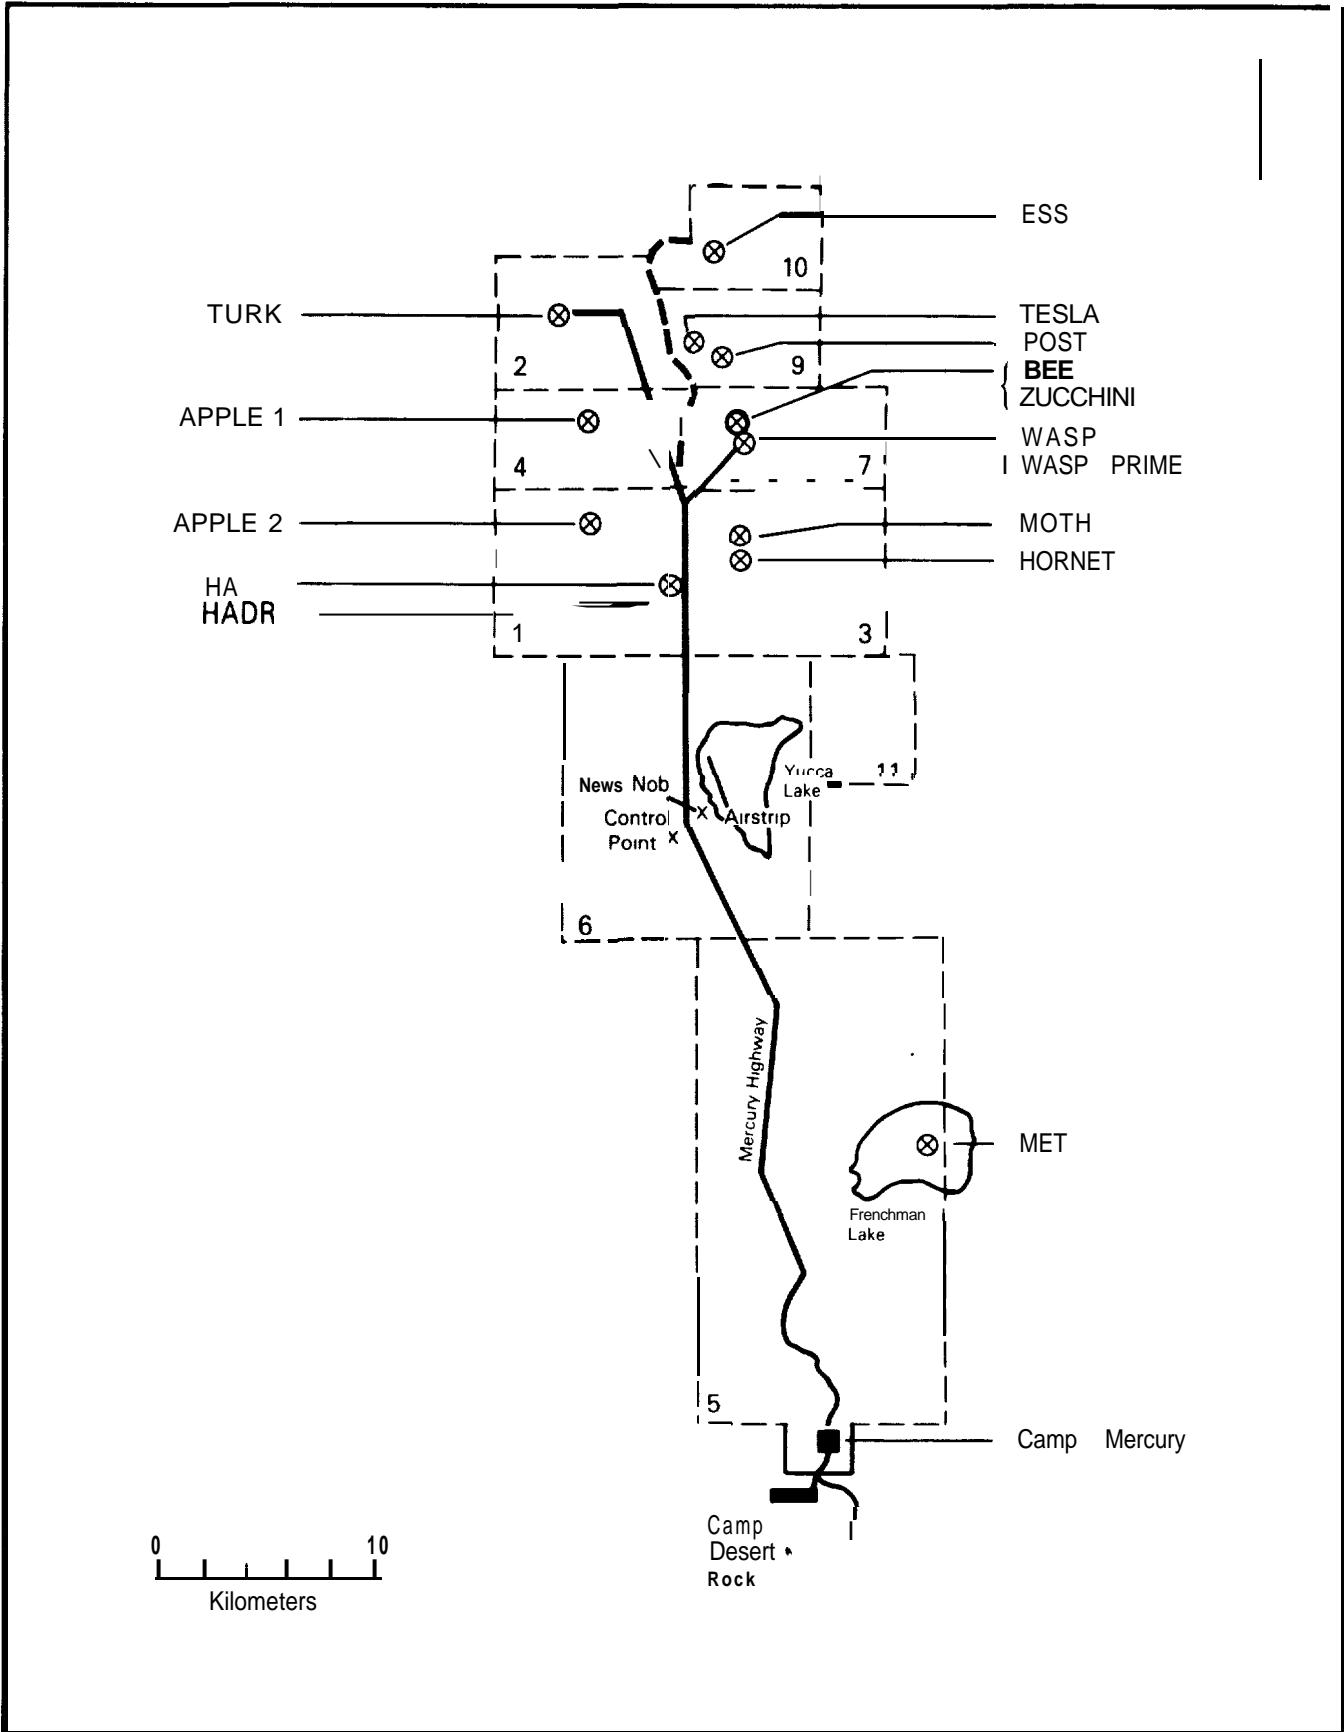 ESS
10
TURK
TESLA
POST
2
9
BEE
ZUCCHINI
APPLE 1
WASP
4
7
WASP PRIME
APPLE 2
MOTH
HORNET
HA
HADR
1
3
Yucca
Lake
11
News Nob
Control
Point
Airstrip
6
Mercury Highway
MET
Frenchman
Lake
5
Camp Mercury
Camp
Desert
Rock
0 10
Kilometers